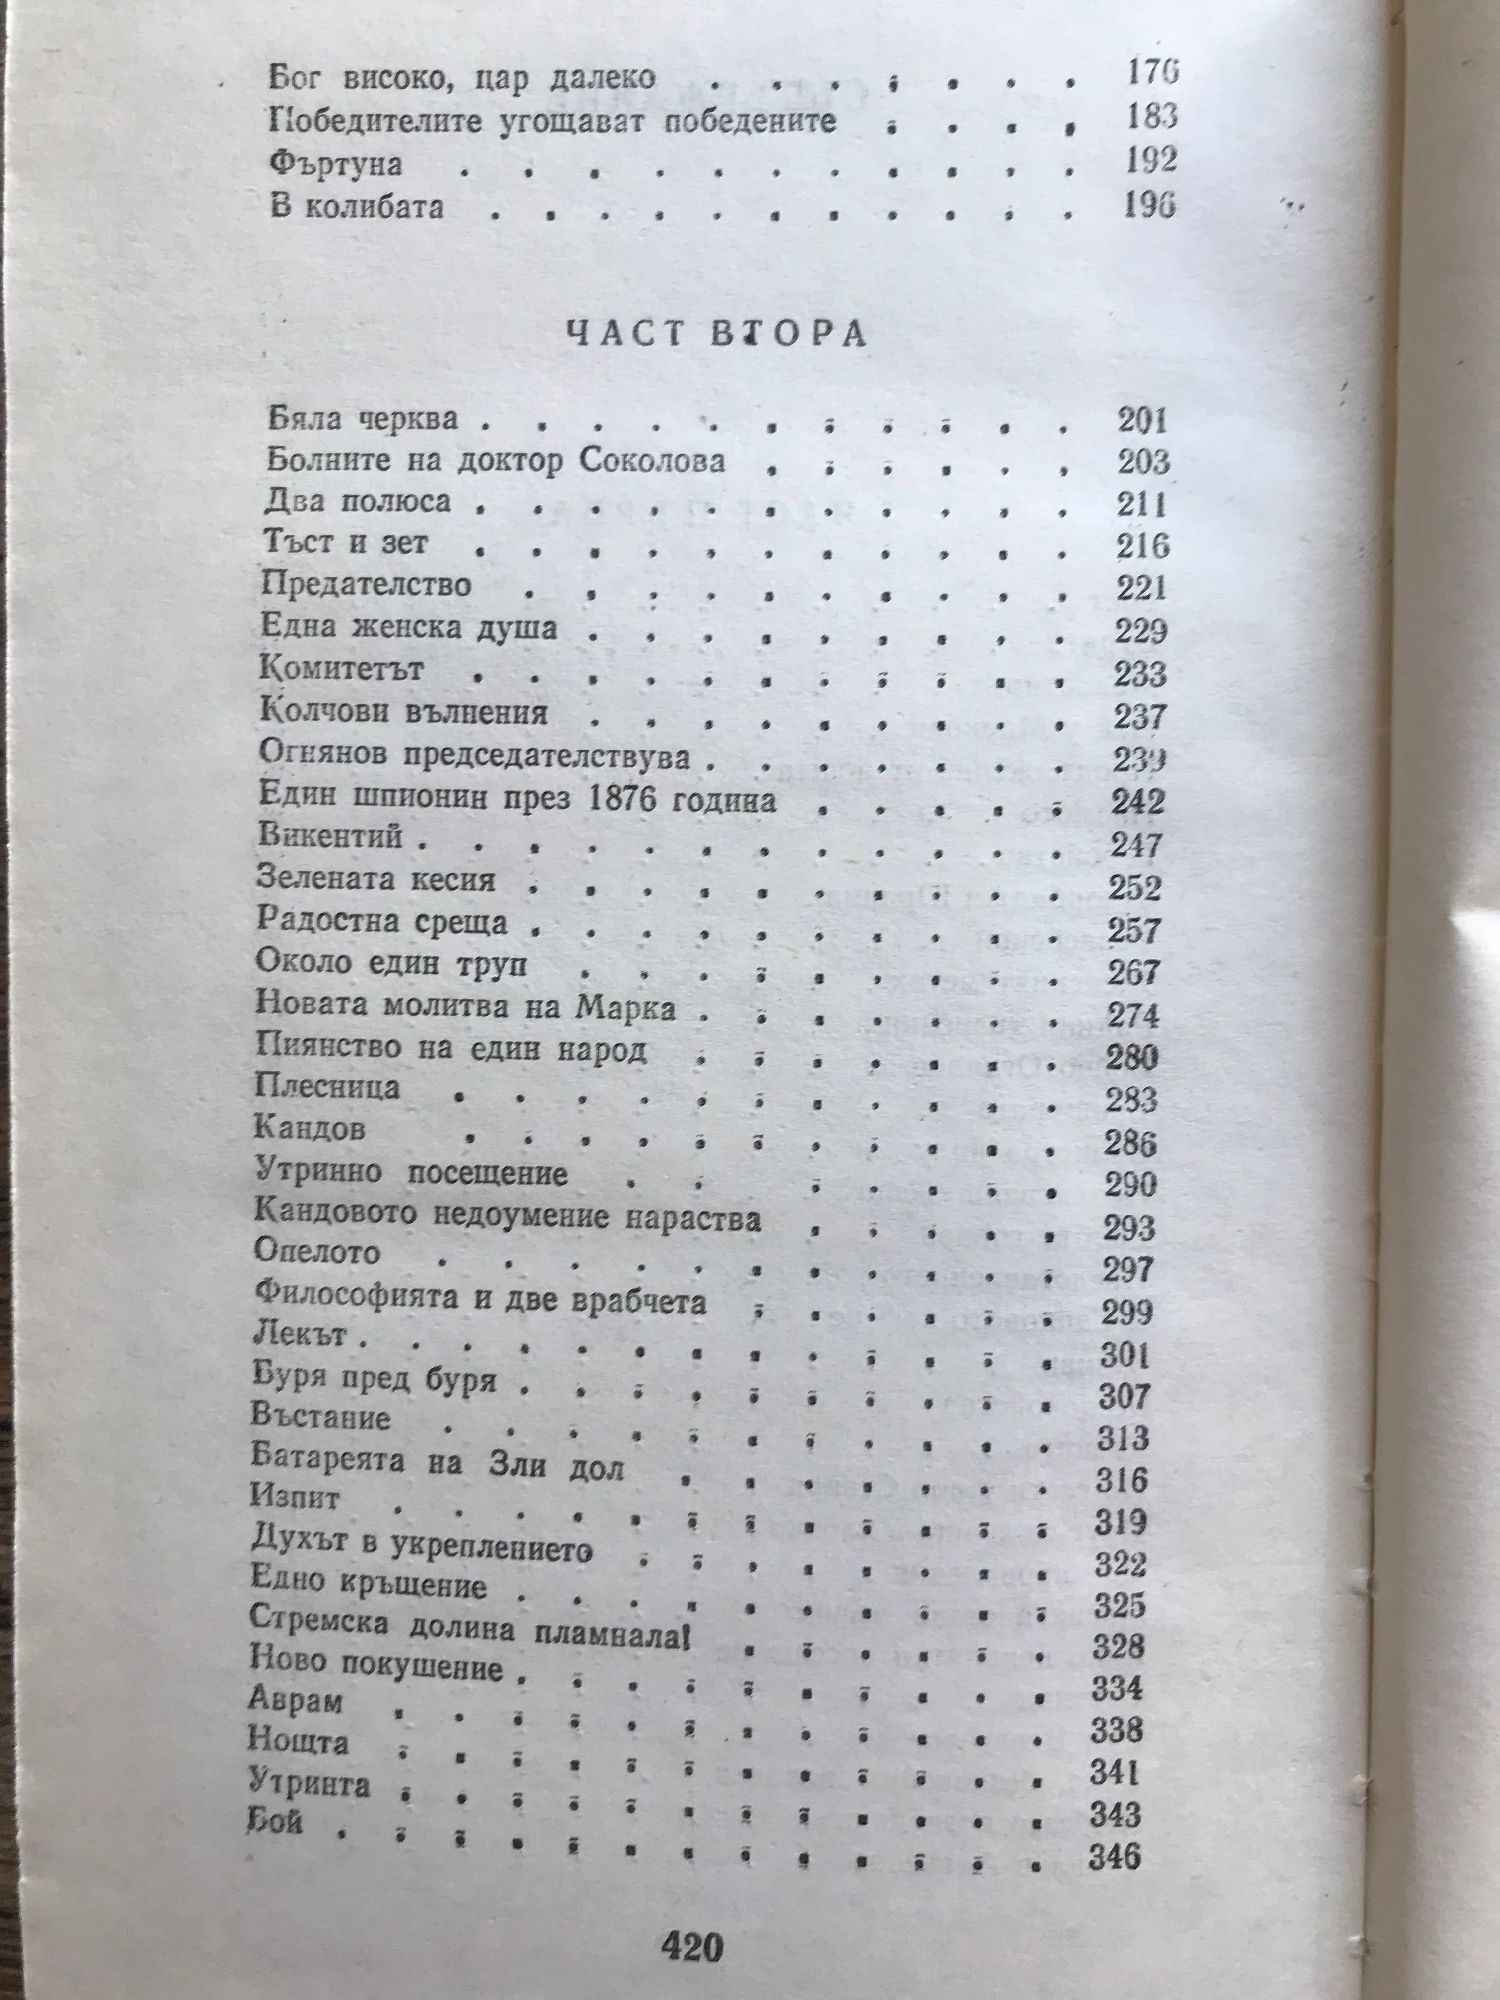 Бог високо, цар далеко . . . . . . . 176
Победителите угощават победените . . . . 183
Фъртуна . . . . . . . . . . . 192
В колибата . . . . . . . . . . . 196
ЧАСТ ВТОРА
Бяла черква . . . . . . . . . . . 201
Болните на доктор Соколова . . . . . . 203
Два полюса . . . . . . . . . . . 211
Тъст и зет . . . . . . . . . . . 216
Предателство . . . . . . . . . . 221
Една женска душа . . . . . . . . . 229
Комитетът . . . . . . . . . . . 233
Колчови вълнения . . . . . . . . . 237
Огнянов председателствува . . . . . . . 239
Един шпионин през 1876 година . . . . . 242
Викентий . . . . . . . . . . . . 247
Зелената кесия . . . . . . . . . . 252
Радостна среща . . . . . . . . . . 257
Около един труп . . . . . . . . . 267
Новата молитва на Марка . . . . . . . 274
Пиянство на един народ . . . . . . . 280
Плесница . . . . . . . . . . . 283
Кандов . . . . . . . . . . . 286
Утринно посещение . . . . . . . 290
Кандовото недоумение нараства . . . . . 293
Опелото . . . . . . . . . . . 297
Философията и две врабчета . . . . . . 299
Лекът . . . . . . . . . . . . . 301
Буря пред буря . . . . . . . . . . 307
Въстание . . . . . . . . . . . 313
Батареята на Зли дол . . . . . . . 316
Изпит . . . . . . . . . . . . 319
Духът в укреплението . . . . . . . . 322
Едно кръщение . . . . . . . . . . 325
Стремска долина пламнала! . . . . . . 328
Ново покушение . . . . . . . . . . 334
Аврам . . . . . . . . . . . . 338
Нощта . . . . . . . . . . . . 341
Утринта . . . . . . . . . . . . 343
Бой . . . . . . . . . . . . . 346
420